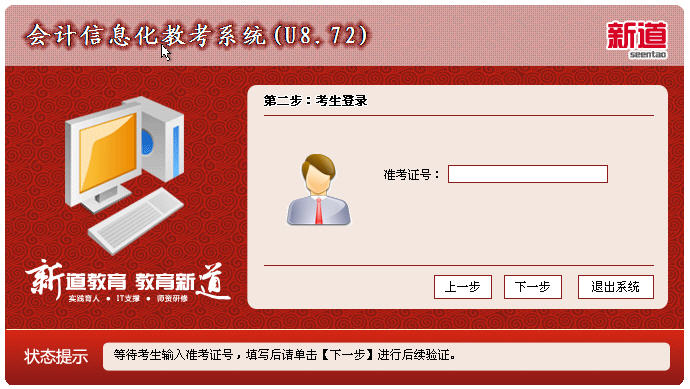 会计信息化教考系统(U8.72)
新道
seentao
第二步：考生登录
准考证号：
新道教育 教育新道
实践育人 ● IT支撑 ● 师资研修
上一步 下一步 退出系统
状态提示 等待考生输入准考证号，填写后请单击【下一步】进行后续验证。